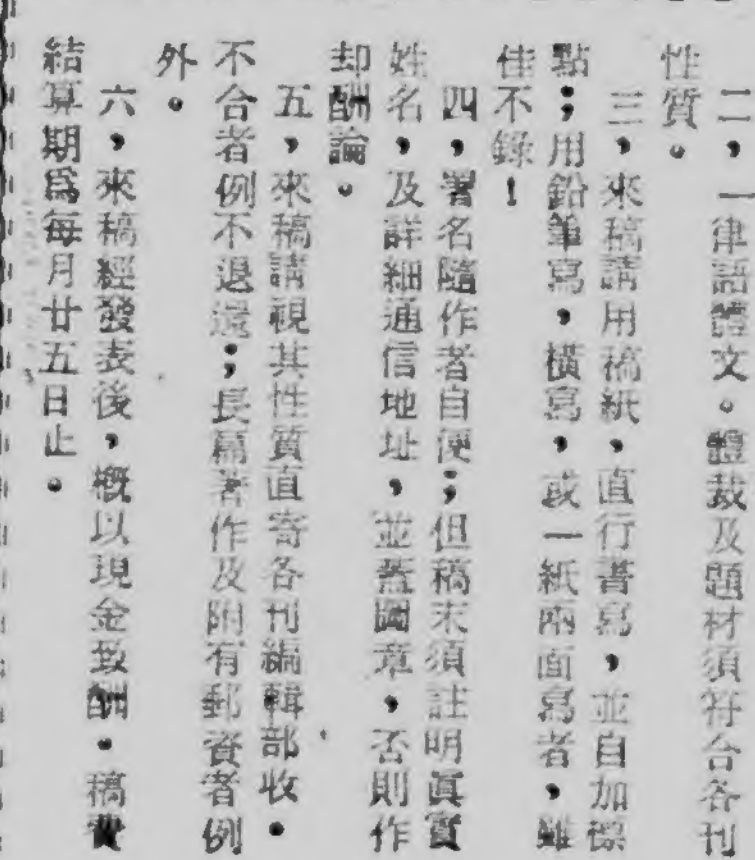 二，一律語體文。體裁及題材須符合各刊
性質。
三，來稿請用稿紙，直行書寫，並自加標
點；用鉛筆寫，橫寫，或一紙兩面寫者，雖
佳不錄！
四，署名隨作者自便；但稿末須註明眞實
姓名，及詳細通信地址，並蓋圖章，否則作
却酬論。
五，來稿請視其性質直寄各刊編輯部收。
不合者例不退還；長篇著作及附有郵資者例
外。
六，來稿經發表後，概以現金致酬。稿費
結算期爲每月廿五日止。